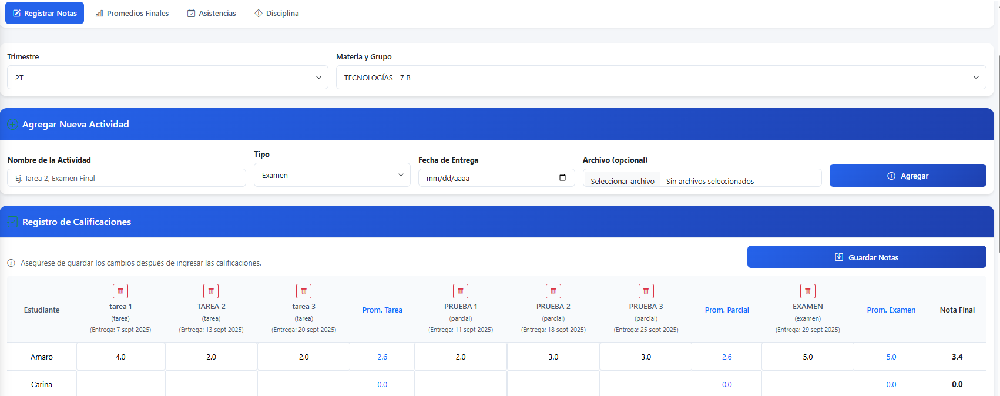 Registrar Notas
Promedios Finales
Asistencias
Disciplina
Trimestre
Materia y Grupo
2T
TECNOLOGÍAS - 7 B
Agregar Nueva Actividad
Nombre de la Actividad
Tipo
Fecha de Entrega
Archivo (opcional)
Ej. Tarea 2, Examen Final
Examen
mm/dd/aaaa
Seleccionar archivo
Sin archivos seleccionados
Agregar
Registro de Calificaciones
Asegúrese de guardar los cambios después de ingresar las calificaciones.
Guardar Notas
Estudiante
tarea 1
(tarea)
(Entrega: 7 sept 2025)
TAREA 2
(tarea)
(Entrega: 13 sept 2025)
tarea 3
(tarea)
(Entrega: 20 sept 2025)
Prom. Tarea
PRUEBA 1
(parcial)
(Entrega: 11 sept 2025)
PRUEBA 2
(parcial)
(Entrega: 18 sept 2025)
PRUEBA 3
(parcial)
(Entrega: 25 sept 2025)
Prom. Parcial
EXAMEN
(examen)
(Entrega: 29 sept 2025)
Prom. Examen
Nota Final
Amaro 4.0 2.0 2.0 2.6 2.0 3.0 3.0 2.6 5.0 5.0 3.4
Carina 0.0 0.0 0.0 0.0